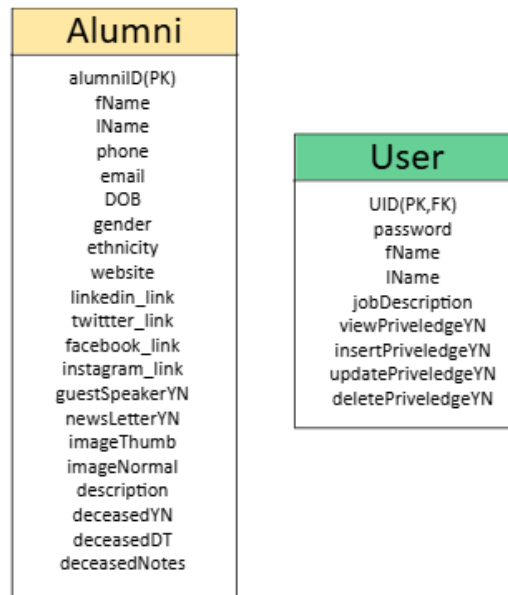 Alumni
alumniID(PK)
fName
lName
phone
email
DOB
gender
ethnicity
website
linkedin_link
twittter_link
facebook_link
instagram_link
guestSpeakerYN
newsLetterYN
imageThumb
imageNormal
description
deceasedYN
deceasedDT
deceasedNotes
User
UID(PK,FK)
password
fName
lName
jobDescription
viewPriveledgeYN
insertPriveledgeYN
updatePriveledgeYN
deletePriveledgeYN